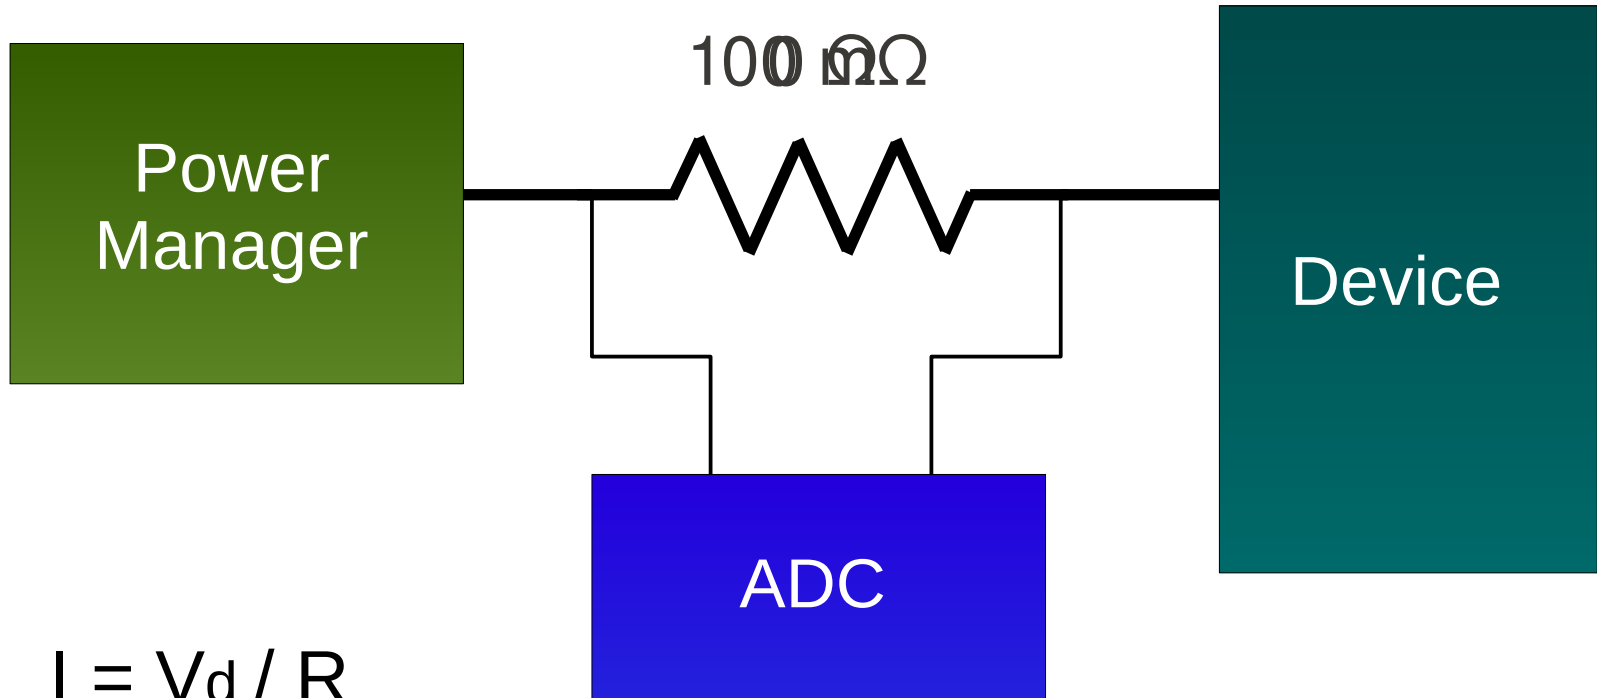 Power
Manager
Device
ADC
I = Vd / R